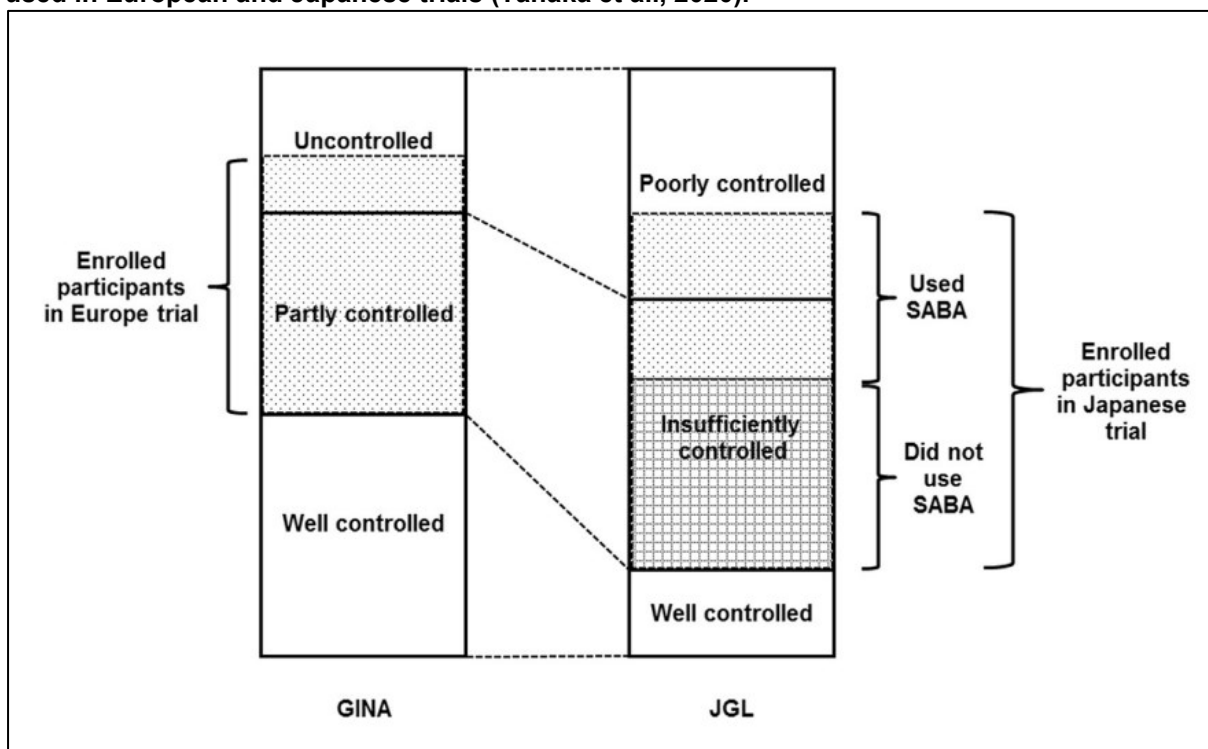 used in European and Japanese trials (Tanaka et al., 2020).
Uncontrolled
Partly controlled
Well controlled
Enrolled
participants
in Europe trial
GINA
Poorly controlled
Insufficiently
controlled
Well controlled
JGL
Used
SABA
Did not
use
SABA
Enrolled
participants
in Japanese
trial